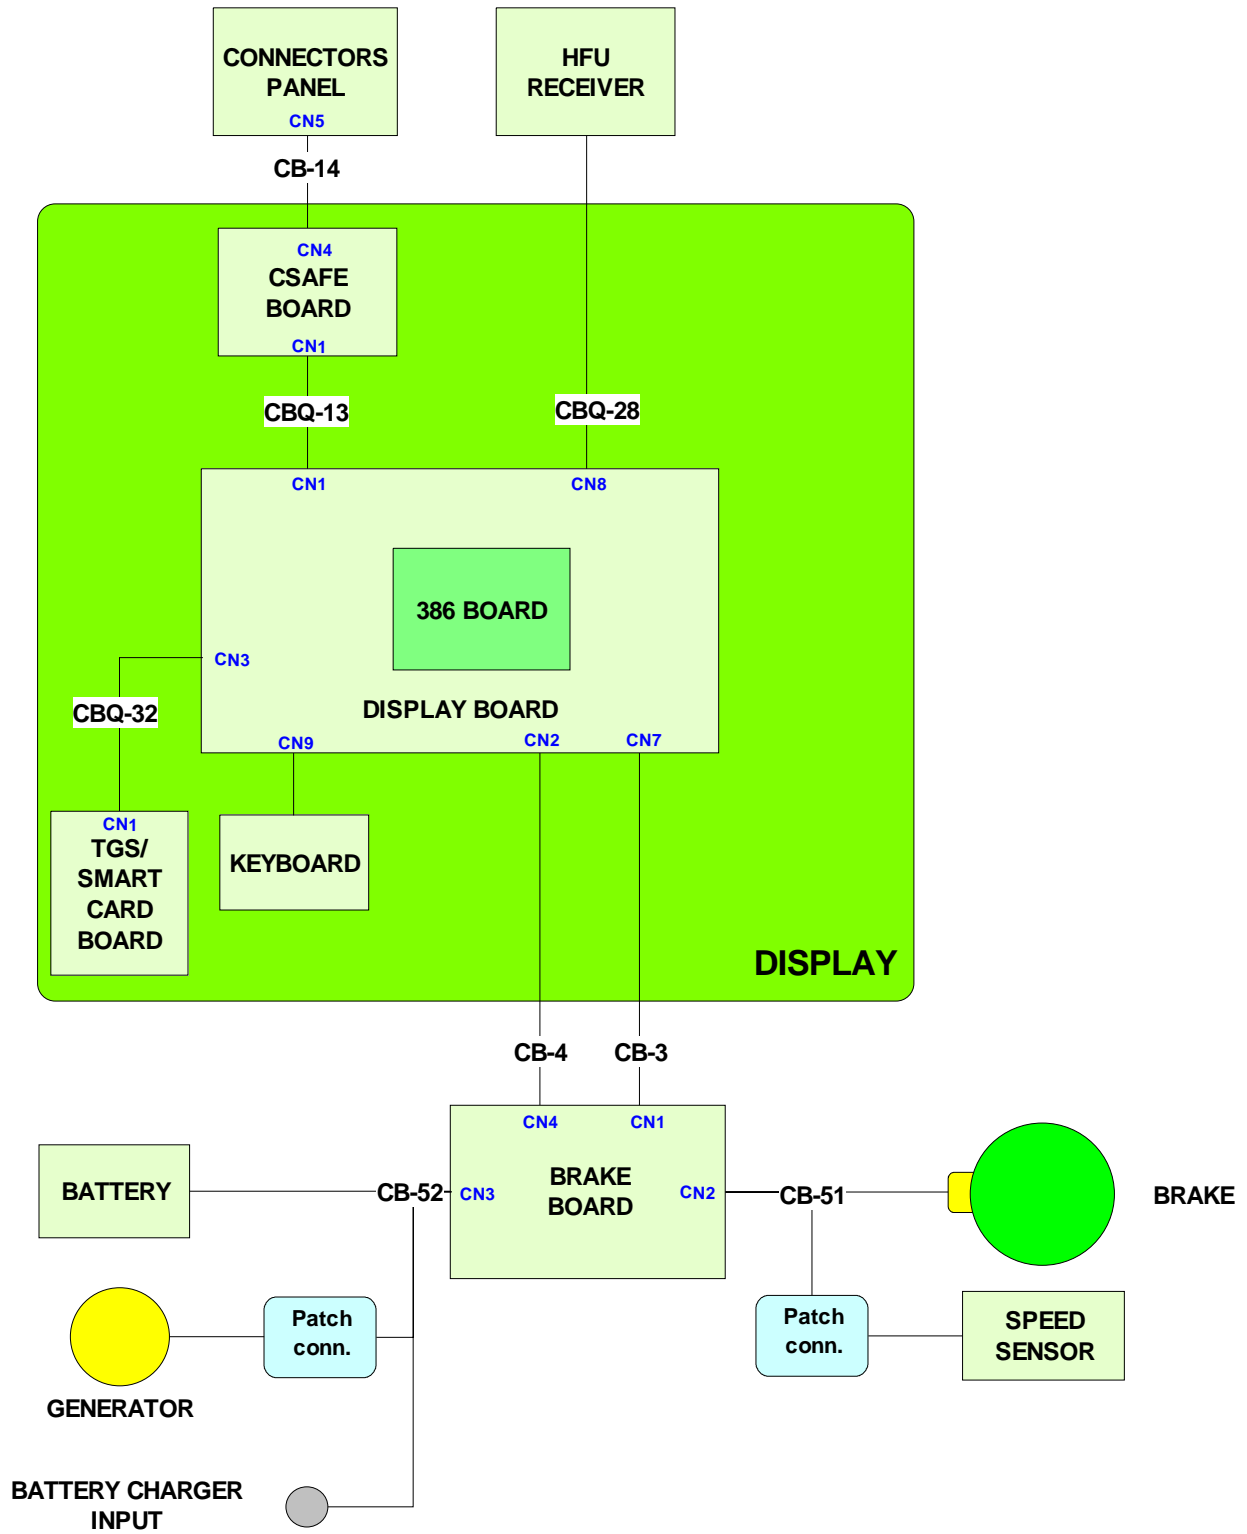 CONNECTORS
PANEL
CN5
HFU
RECEIVER
CB-14
CN4
CSAFE
BOARD
CN1
CBQ-13
CBQ-28
CN1
CN8
386 BOARD
CN3
CBQ-32
DISPLAY BOARD
CN9
CN2
CN7
CN1
TGS/
SMART
CARD
BOARD
KEYBOARD
DISPLAY
CB-4
CB-3
CN4
CN1
BATTERY
CB-52
CN3
BRAKE
BOARD
CN2
CB-51
BRAKE
Patch
conn.
GENERATOR
Patch
conn.
SPEED
SENSOR
BATTERY CHARGER
INPUT